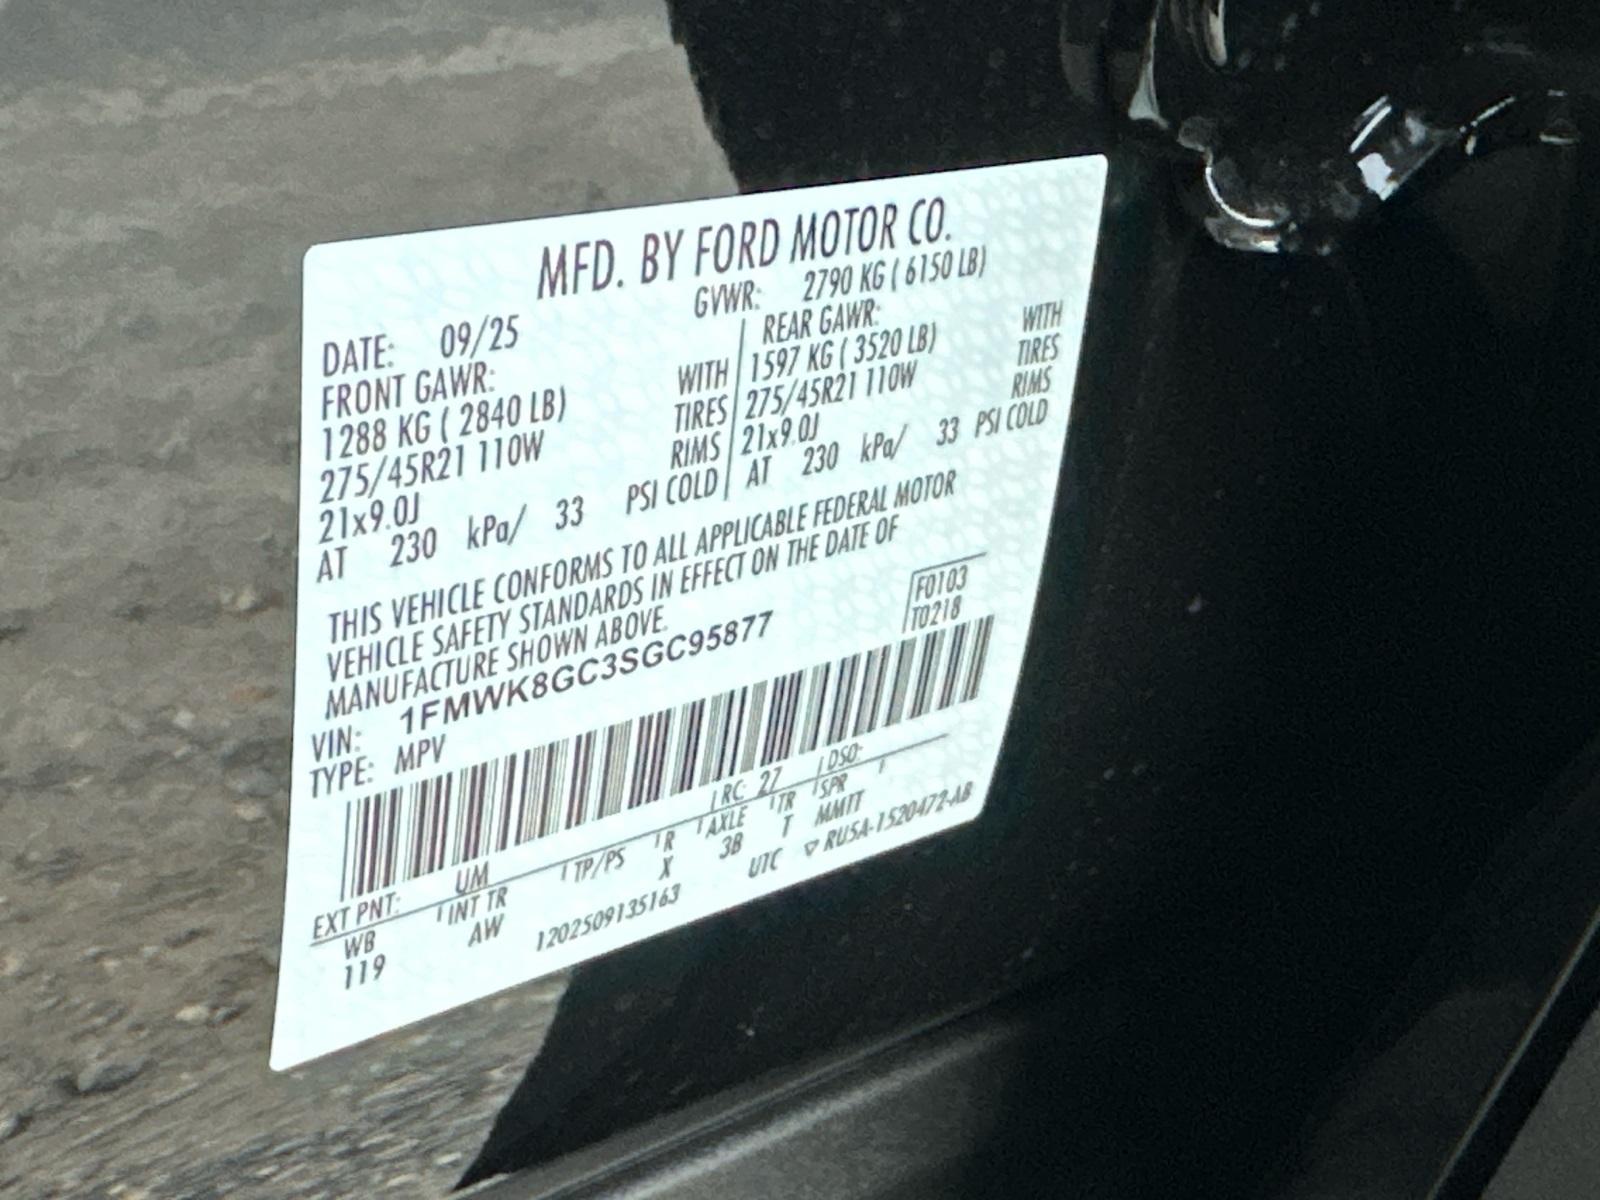 MFD. BY FORD MOTOR CO.
DATE: 09/25 GVWR: 2790 KG ( 6150 LB)
FRONT GAWR: REAR GAWR:
1288 KG ( 2840 LB) WITH 1597 KG ( 3520 LB) WITH
275/45R21 110W TIRES 275/45R21 110W TIRES
21x9.0J RIMS 21x9.0J RIMS
AT 230 kPa/ 33 PSI COLD AT 230 kPa/ 33 PSI COLD
THIS VEHICLE CONFORMS TO ALL APPLICABLE FEDERAL MOTOR
VEHICLE SAFETY STANDARDS IN EFFECT ON THE DATE OF
MANUFACTURE SHOWN ABOVE.
F0103
T0218
VIN: 1FMWK8GC3SGC95877
TYPE: MPV
EXT PNT: UM RC: 27 DSO:
WB INT TR TP/PS R AXLE TR SPR
119 AW X 3B T MMTT
1202509135163 UTC ▽ RU5A-1520472-AB